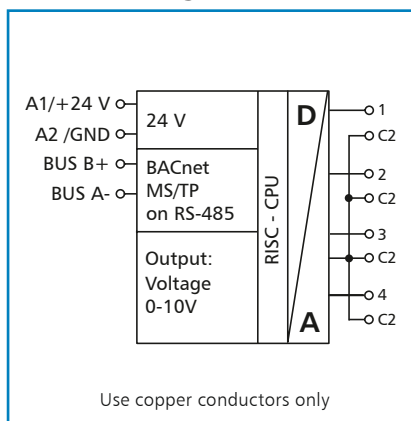 A1/+24 V
A2 /GND
BUS B+
BUS A-
24 V
BACnet
MS/TP
on RS-485
Output:
Voltage
0-10V
RISC - CPU
D
A
1
C2
2
C2
3
C2
4
C2
Use copper conductors only